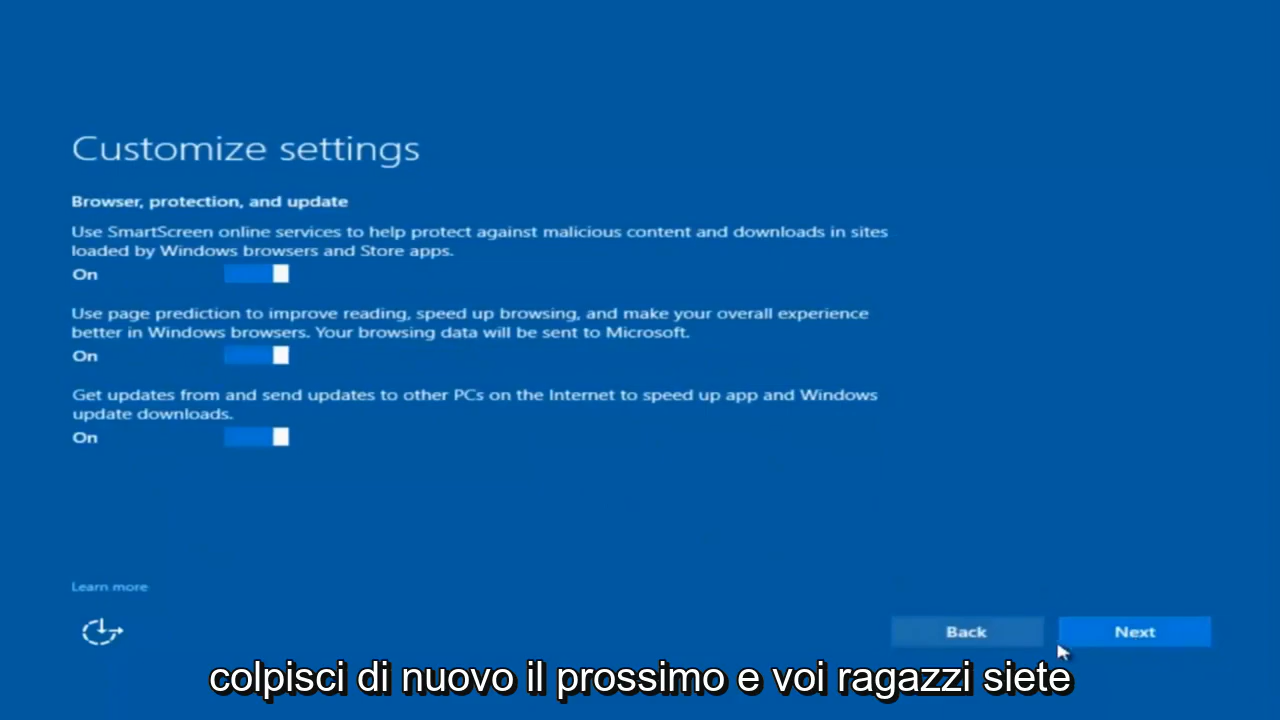 Customize settings
Browser, protection, and update
Use SmartScreen online services to help protect against malicious content and downloads in sites
loaded by Windows browsers and Store apps.
On
Use page prediction to improve reading, speed up browsing, and make your overall experience
better in Windows browsers. Your browsing data will be sent to Microsoft.
On
Get updates from and send updates to other PCs on the Internet to speed up app and Windows
update downloads.
On
Learn more
Back
Next
colpisci di nuovo il prossimo e voi ragazzi siete